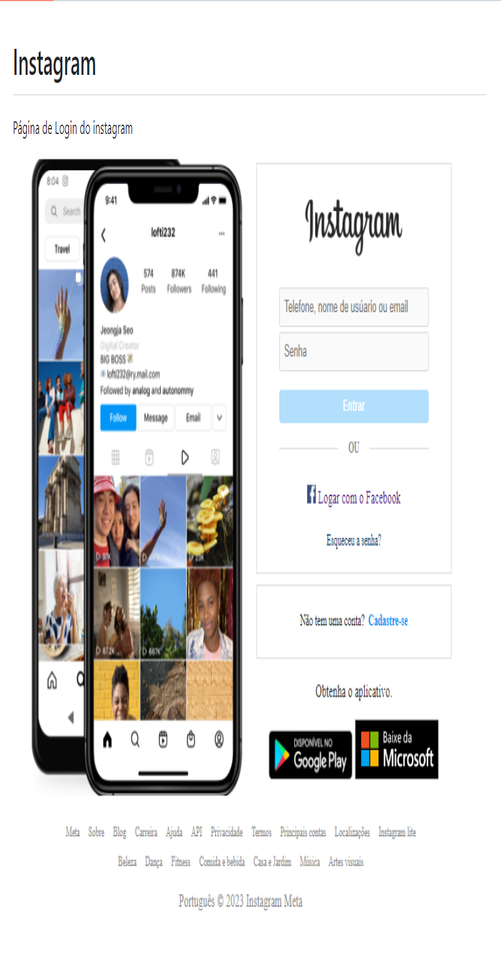 Instagram
Página de Login do instagram
8:04
Search
Travel
9:41
lofti232
574 874K 441
Posts Followers Following
Jeongja Seo
Digital Creator
BIG BOSS
lofti232@ry.mail.com
Followed by analog and autonommy
Follow Message Email
87.2K
Instagram
Telefone, nome de usúario ou email
Senha
Entrar
OU
Logar com o Facebook
Esqueceu a senha?
Não tem uma conta? Cadastre-se
Obtenha o aplicativo.
DISPONÍVEL NO
Google Play
Baixe da
Microsoft
Meta Sobre Blog Carreira Ajuda API Privacidade Termos Principais contas Localizações Instagram lite
Beleza Dança Fitness Comida e bebida Casa e Jardim Música Artes visuais
Português © 2023 Instagram Meta